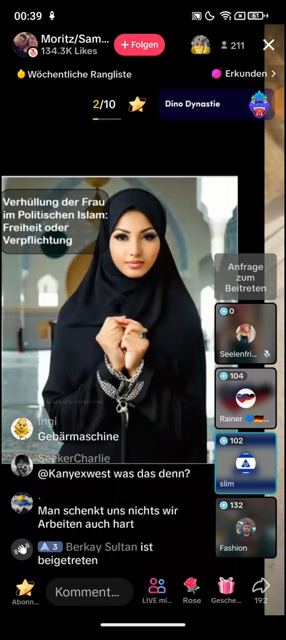 00:39
61
Moritz/Sam...
134.3K Likes
+ Folgen
211
Wöchentliche Rangliste
Erkunden >
2/10
Dino Dynastie
Verhüllung der Frau
im Politischen Islam:
Freiheit oder
Verpflichtung
Anfrage
zum
Beitreten
0
Seelenfri...
104
Rainer
102
slim
132
Fashion
Ingi
Gebärmaschine
SeekerCharlie
@Kanyexwest was das denn?
.
Man schenkt uns nichts wir
Arbeiten auch hart
3 Berkay Sultan ist
beigetreten
Abonn...
Komment...
LIVE mi...
Rose
Gesche...
192